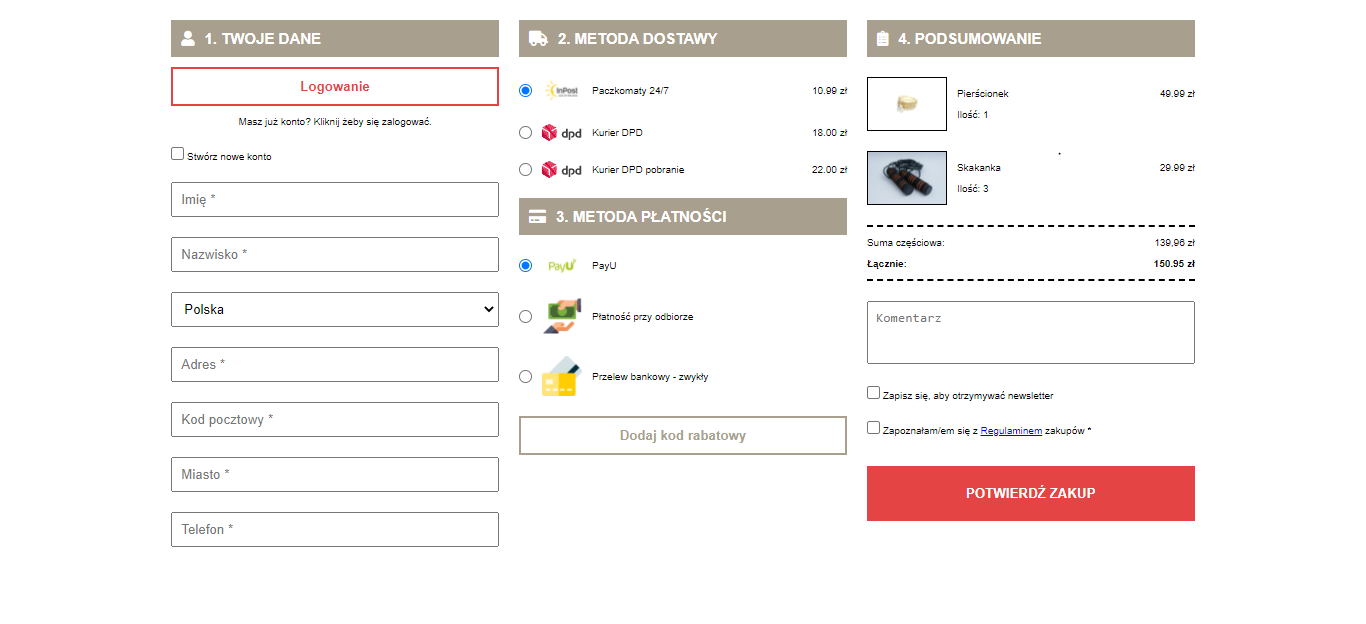 1. TWOJE DANE
Logowanie
Masz już konto? Kliknij żeby się zalogować.
Stwórz nowe konto
Imię *
Nazwisko *
Polska
Adres *
Kod pocztowy *
Miasto *
Telefon *
2. METODA DOSTAWY
InPost Paczkomaty 24/7 10.99 zł
dpd Kurier DPD 18.00 zł
dpd Kurier DPD pobranie 22.00 zł
3. METODA PŁATNOŚCI
PayU PayU
Płatność przy odbiorze
Przelew bankowy - zwykły
Dodaj kod rabatowy
4. PODSUMOWANIE
Pierścionek 49.99 zł
Ilość: 1
Skakanka 29.99 zł
Ilość: 3
Suma częściowa: 139,96 zł
Łącznie: 150.95 zł
Komentarz
Zapisz się, aby otrzymywać newsletter
Zapoznałam/em się z Regulaminem zakupów *
POTWIERDŹ ZAKUP